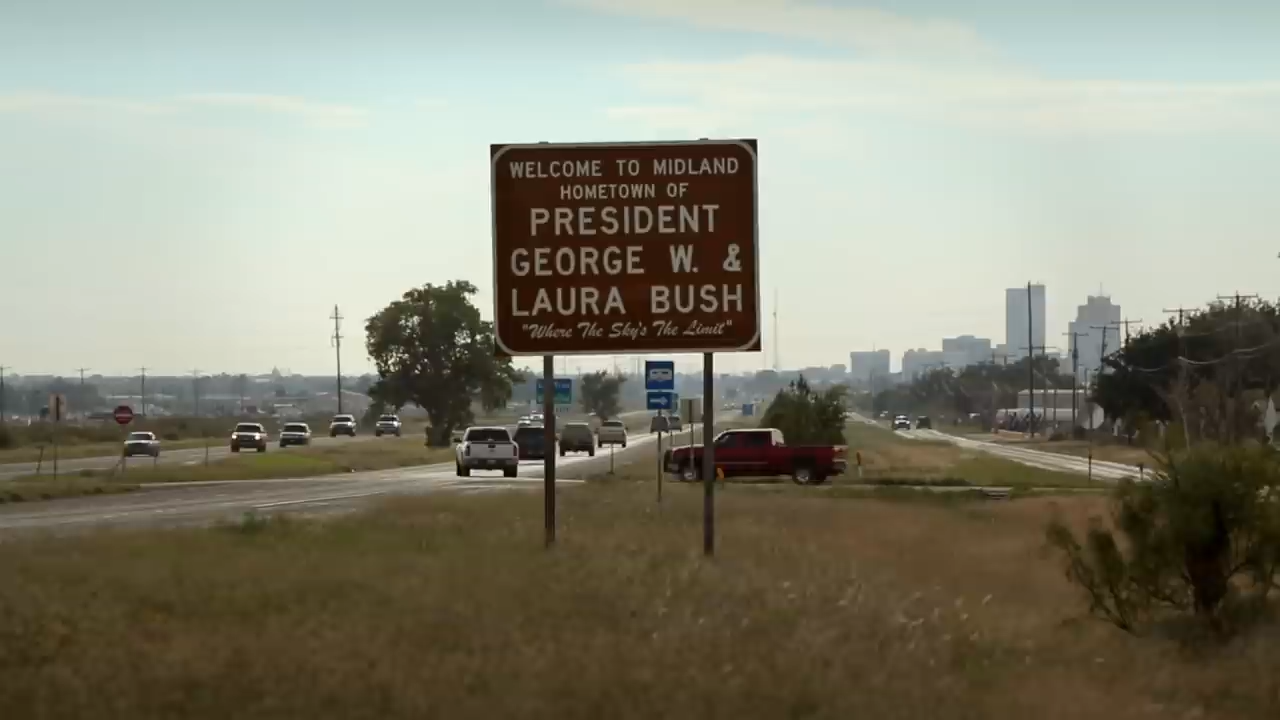 WELCOME TO MIDLAND
HOMETOWN OF
PRESIDENT
GEORGE W. &
LAURA BUSH
"Where The Sky's The Limit"